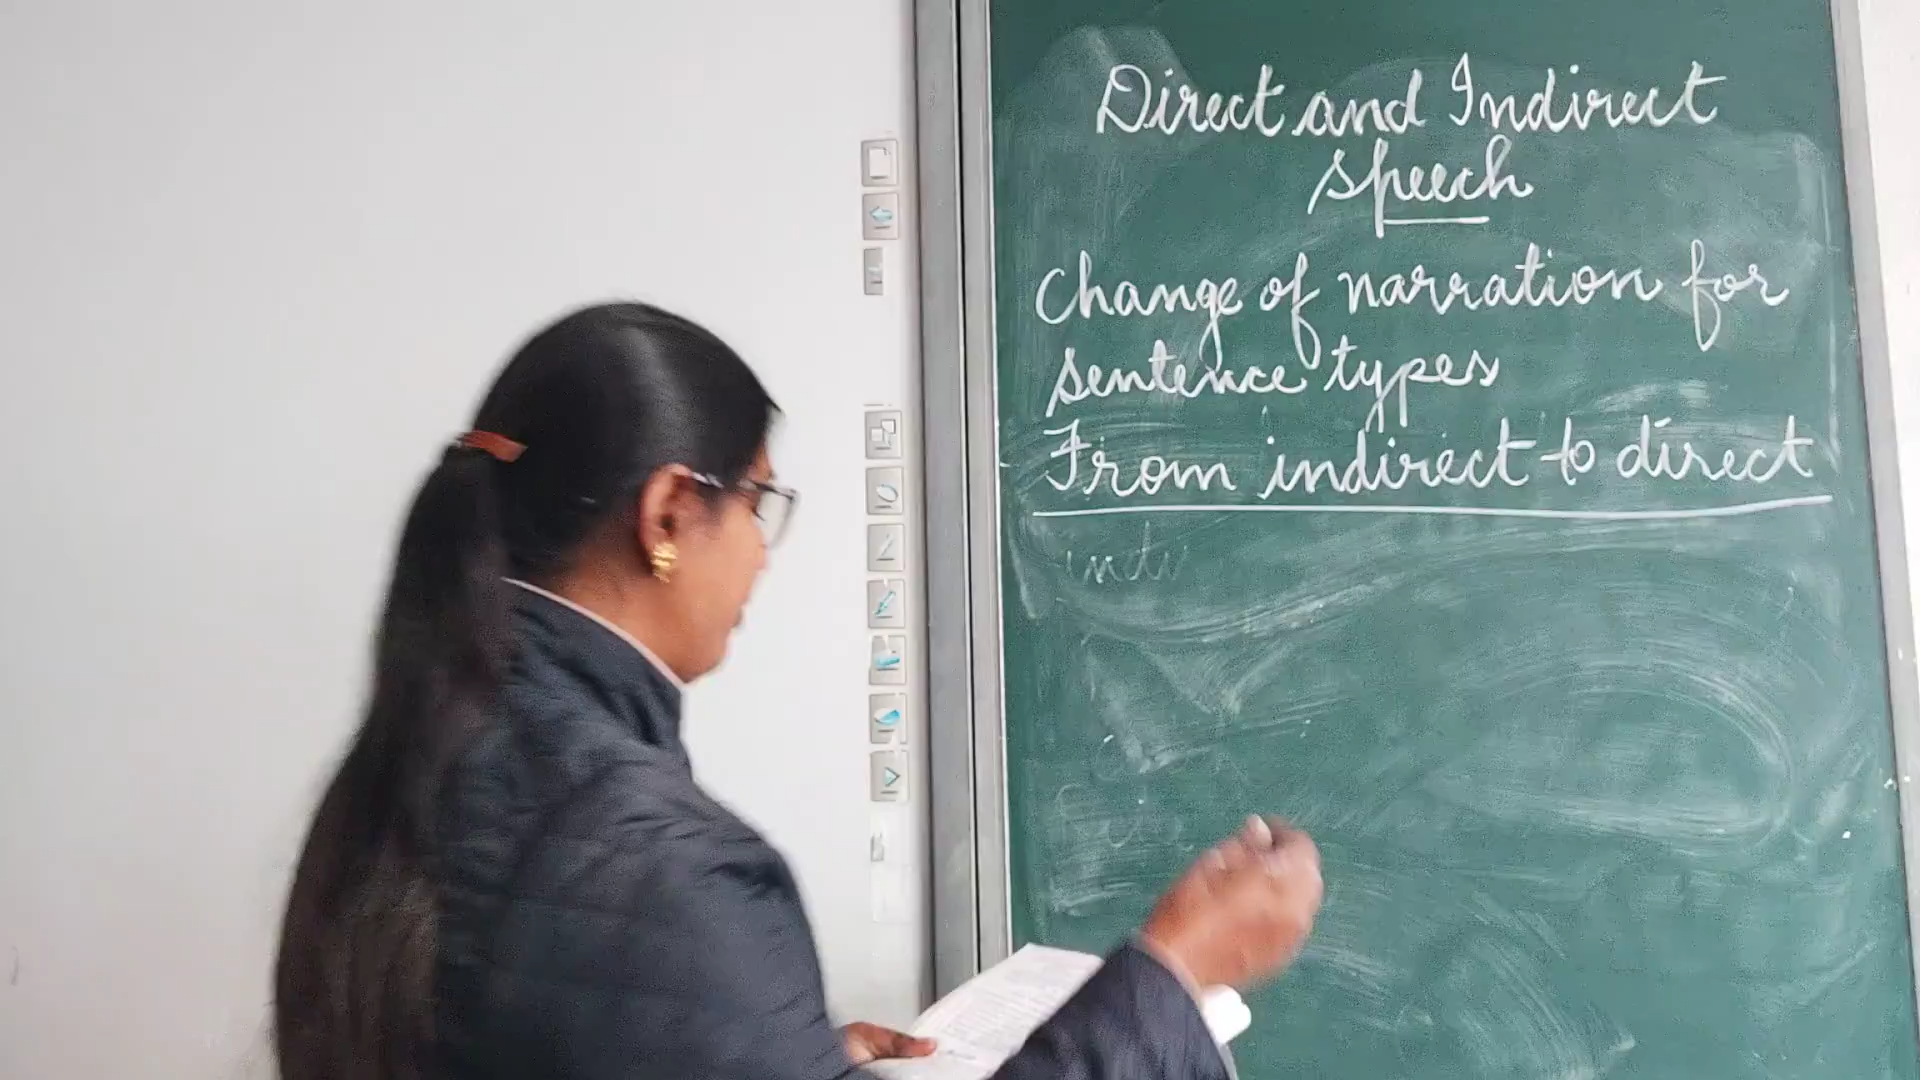 Direct and Indirect
speech
Change of narration for
sentence types
From indirect to direct